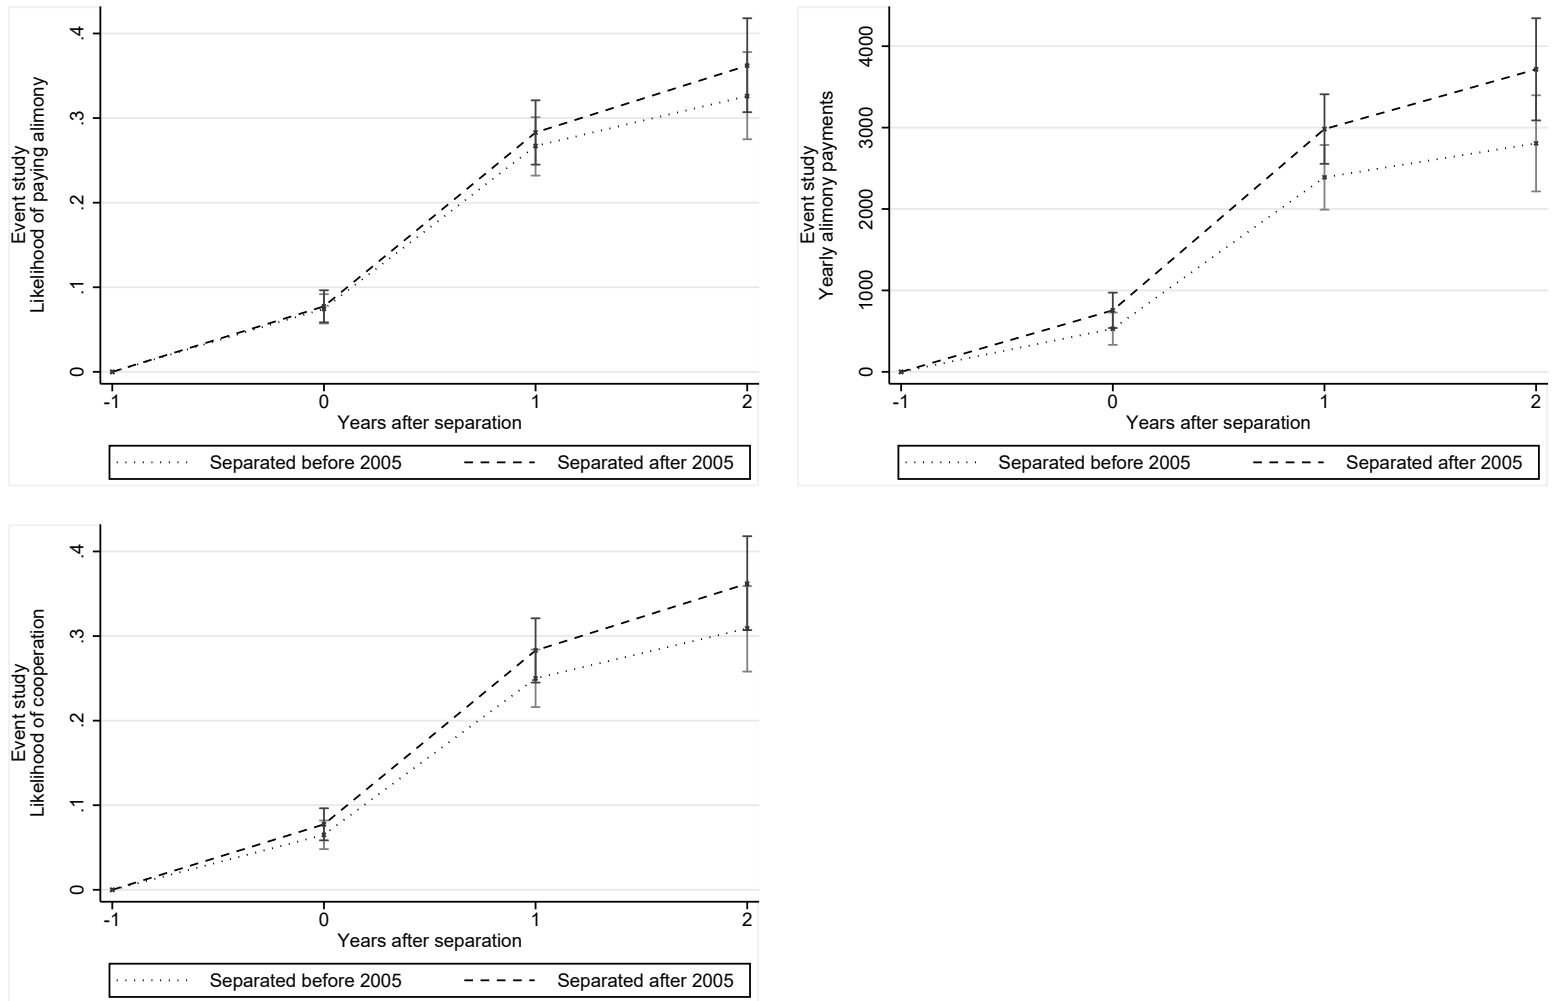 Event study
Likelihood of paying alimony
.4
.3
.2
.1
0
-1 0 1 2
Years after separation
Separated before 2005 Separated after 2005
Event study
Yearly alimony payments
4000
3000
2000
1000
0
-1 0 1 2
Years after separation
Separated before 2005 Separated after 2005
Event study
Likelihood of cooperation
.4
.3
.2
.1
0
-1 0 1 2
Years after separation
Separated before 2005 Separated after 2005